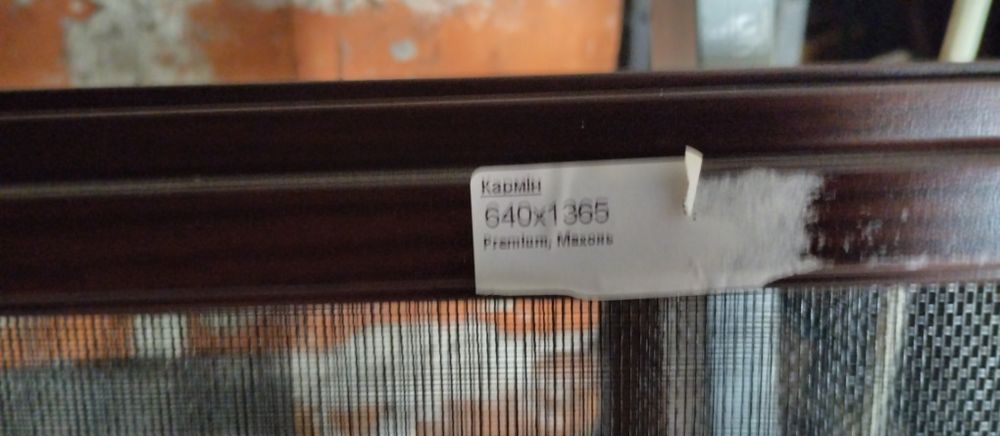 Кармін
640x1365
Premium, Махонь